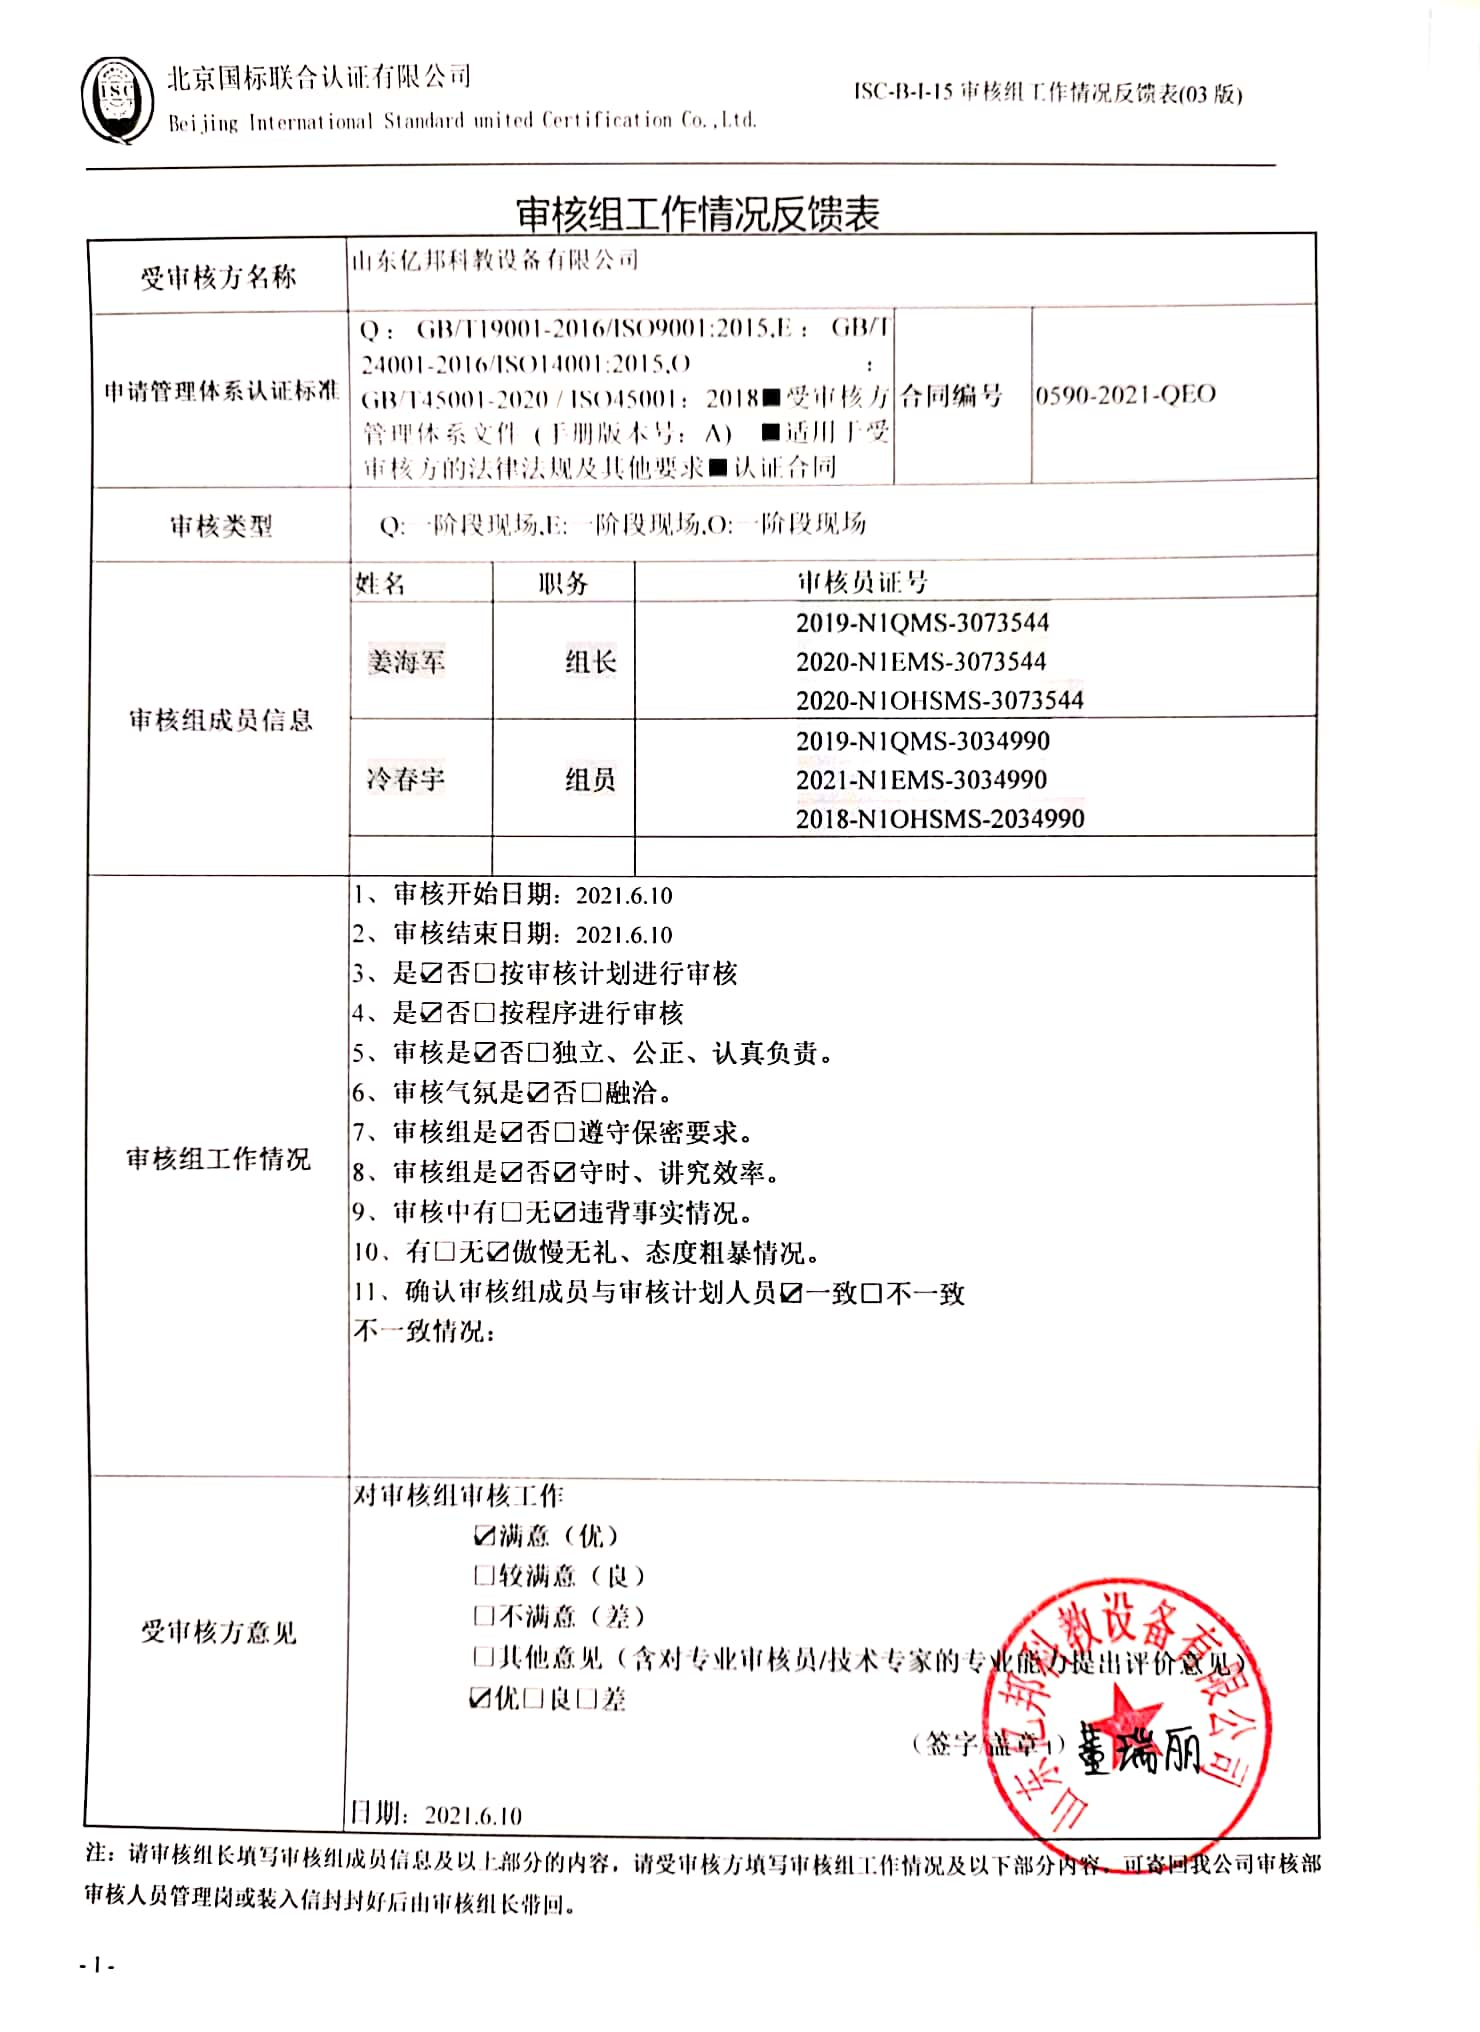 ISC
北京国标联合认证有限公司
Beijing International Standard united Certification Co.,Ltd.
ISC-B-I-15 审核组工作情况反馈表(03 版)
审核组工作情况反馈表
受审核方名称
山东亿邦科教设备有限公司
申请管理体系认证标准
Q： GB/T19001-2016/ISO9001:2015,E： GB/T
24001-2016/ISO14001:2015,O ：
GB/T45001-2020 / ISO45001：2018■受审核方
管理体系文件（手册版本号：A） ■适用于受
审核方的法律法规及其他要求■认证合同
合同编号
0590-2021-QEO
审核类型
Q:一阶段现场,E:一阶段现场,O:一阶段现场
审核组成员信息
姓名 职务 审核员证号
姜海军 组长
2019-N1QMS-3073544
2020-N1EMS-3073544
2020-N1OHSMS-3073544
冷春宇 组员
2019-N1QMS-3034990
2021-N1EMS-3034990
2018-N1OHSMS-2034990
审核组工作情况
1、审核开始日期：2021.6.10
2、审核结束日期：2021.6.10
3、是☑否□按审核计划进行审核
4、是☑否□按程序进行审核
5、审核是☑否□独立、公正、认真负责。
6、审核气氛是☑否□融洽。
7、审核组是☑否□遵守保密要求。
8、审核组是☑否☑守时、讲究效率。
9、审核中有□无☑违背事实情况。
10、有□无☑傲慢无礼、态度粗暴情况。
11、确认审核组成员与审核计划人员☑一致□不一致
不一致情况：
受审核方意见
对审核组审核工作
☑满意（优）
□较满意（良）
□不满意（差）
□其他意见（含对专业审核员/技术专家的专业能力提出评价意见）
☑优□良□差
（签字/盖章）董瑞丽
山东亿邦科教设备有限公司
日期：2021.6.10
注：请审核组长填写审核组成员信息及以上部分的内容，请受审核方填写审核组工作情况及以下部分内容。可寄回我公司审核部
审核人员管理岗或装入信封封好后由审核组长带回。
- 1 -